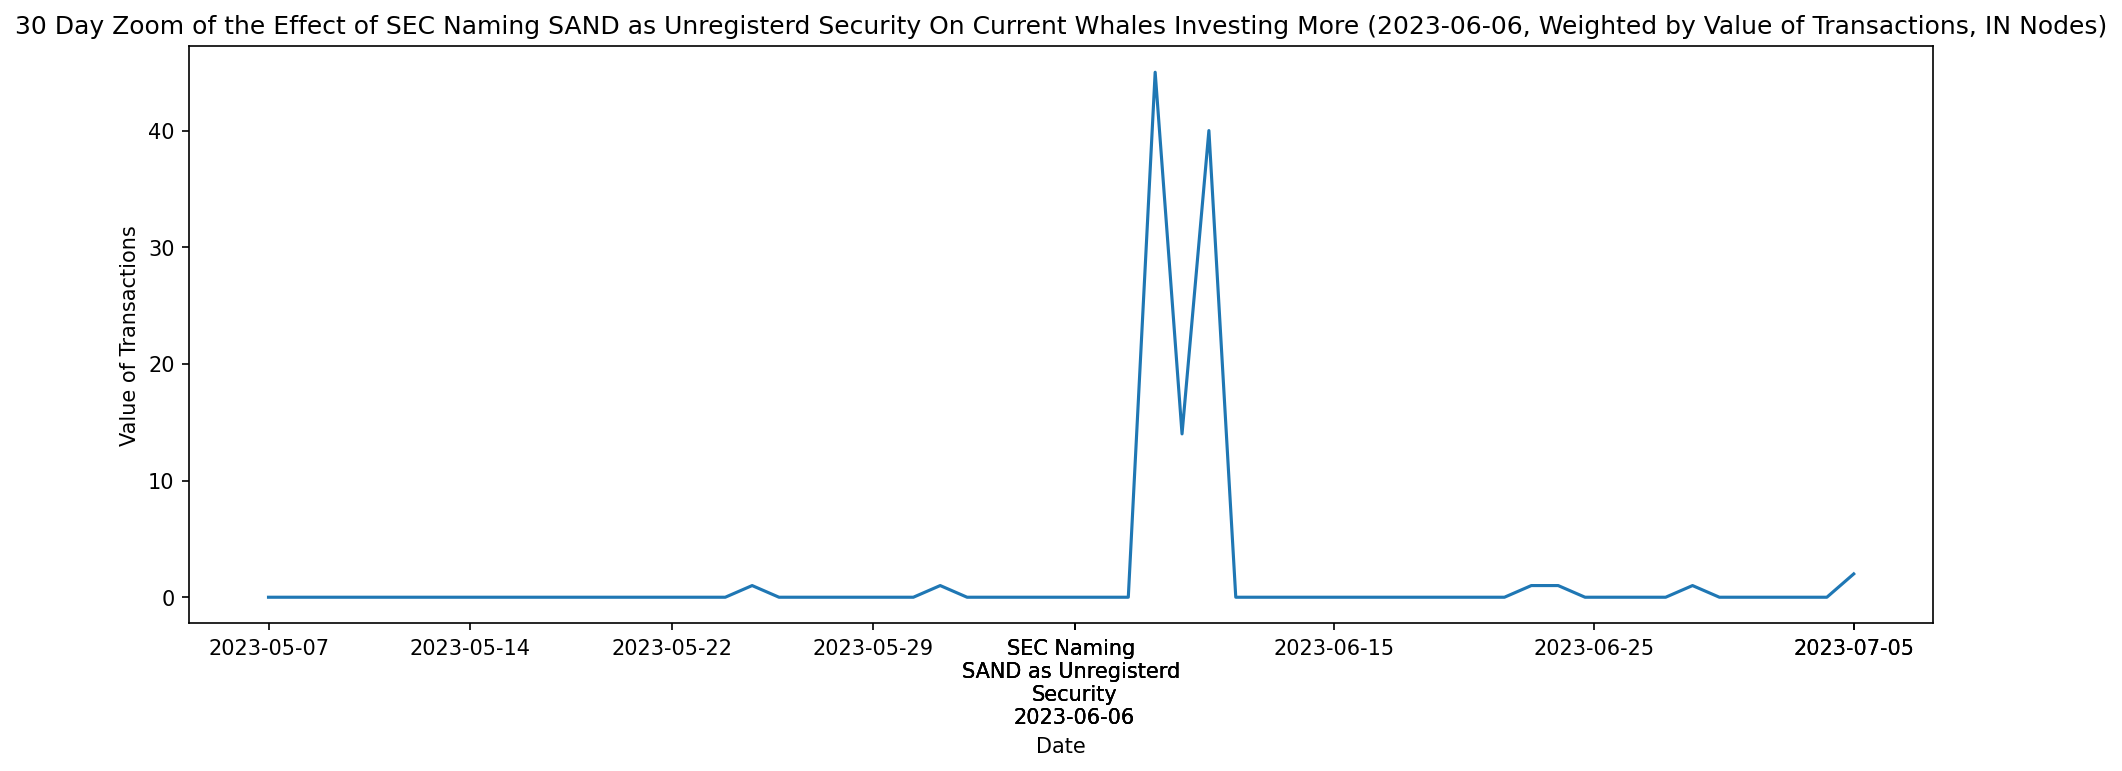 30 Day Zoom of the Effect of SEC Naming SAND as Unregisterd Security On Current Whales Investing More (2023-06-06, Weighted by Value of Transactions, IN Nodes)
Value of Transactions
40
30
20
10
0
2023-05-07
2023-05-14
2023-05-22
2023-05-29
SEC Naming
SAND as Unregisterd
Security
2023-06-06
2023-06-15
2023-06-25
2023-07-05
Date